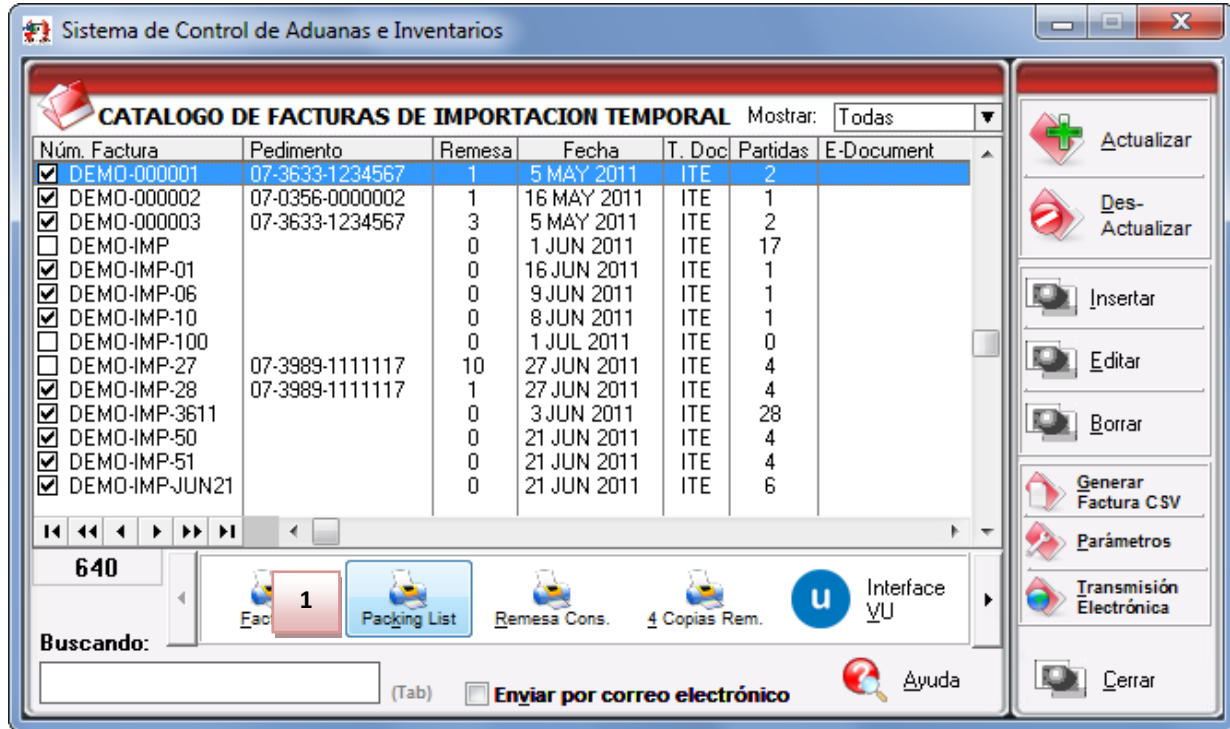 Sistema de Control de Aduanas e Inventarios
X
CATALOGO DE FACTURAS DE IMPORTACION TEMPORAL Mostrar: Todas
Núm. Factura Pedimento Remesa Fecha T. Doc Partidas E-Document
DEMO-000001 07-3633-1234567 1 5 MAY 2011 ITE 2
DEMO-000002 07-0356-0000002 1 16 MAY 2011 ITE 1
DEMO-000003 07-3633-1234567 3 5 MAY 2011 ITE 2
DEMO-IMP 0 1 JUN 2011 ITE 17
DEMO-IMP-01 0 16 JUN 2011 ITE 1
DEMO-IMP-06 0 9 JUN 2011 ITE 1
DEMO-IMP-10 0 8 JUN 2011 ITE 1
DEMO-IMP-100 0 1 JUL 2011 ITE 0
DEMO-IMP-27 07-3989-1111117 10 27 JUN 2011 ITE 4
DEMO-IMP-28 07-3989-1111117 1 27 JUN 2011 ITE 4
DEMO-IMP-3611 0 3 JUN 2011 ITE 28
DEMO-IMP-50 0 21 JUN 2011 ITE 4
DEMO-IMP-51 0 21 JUN 2011 ITE 4
DEMO-IMP-JUN21 0 21 JUN 2011 ITE 6
640
1
Packing List
Remesa Cons.
4 Copias Rem.
u
Interface
VU
Buscando:
(Tab)
Enviar por correo electrónico
Ayuda
Actualizar
Des-
Actualizar
Insertar
Editar
Borrar
Generar
Factura CSV
Parámetros
Transmisión
Electrónica
Cerrar